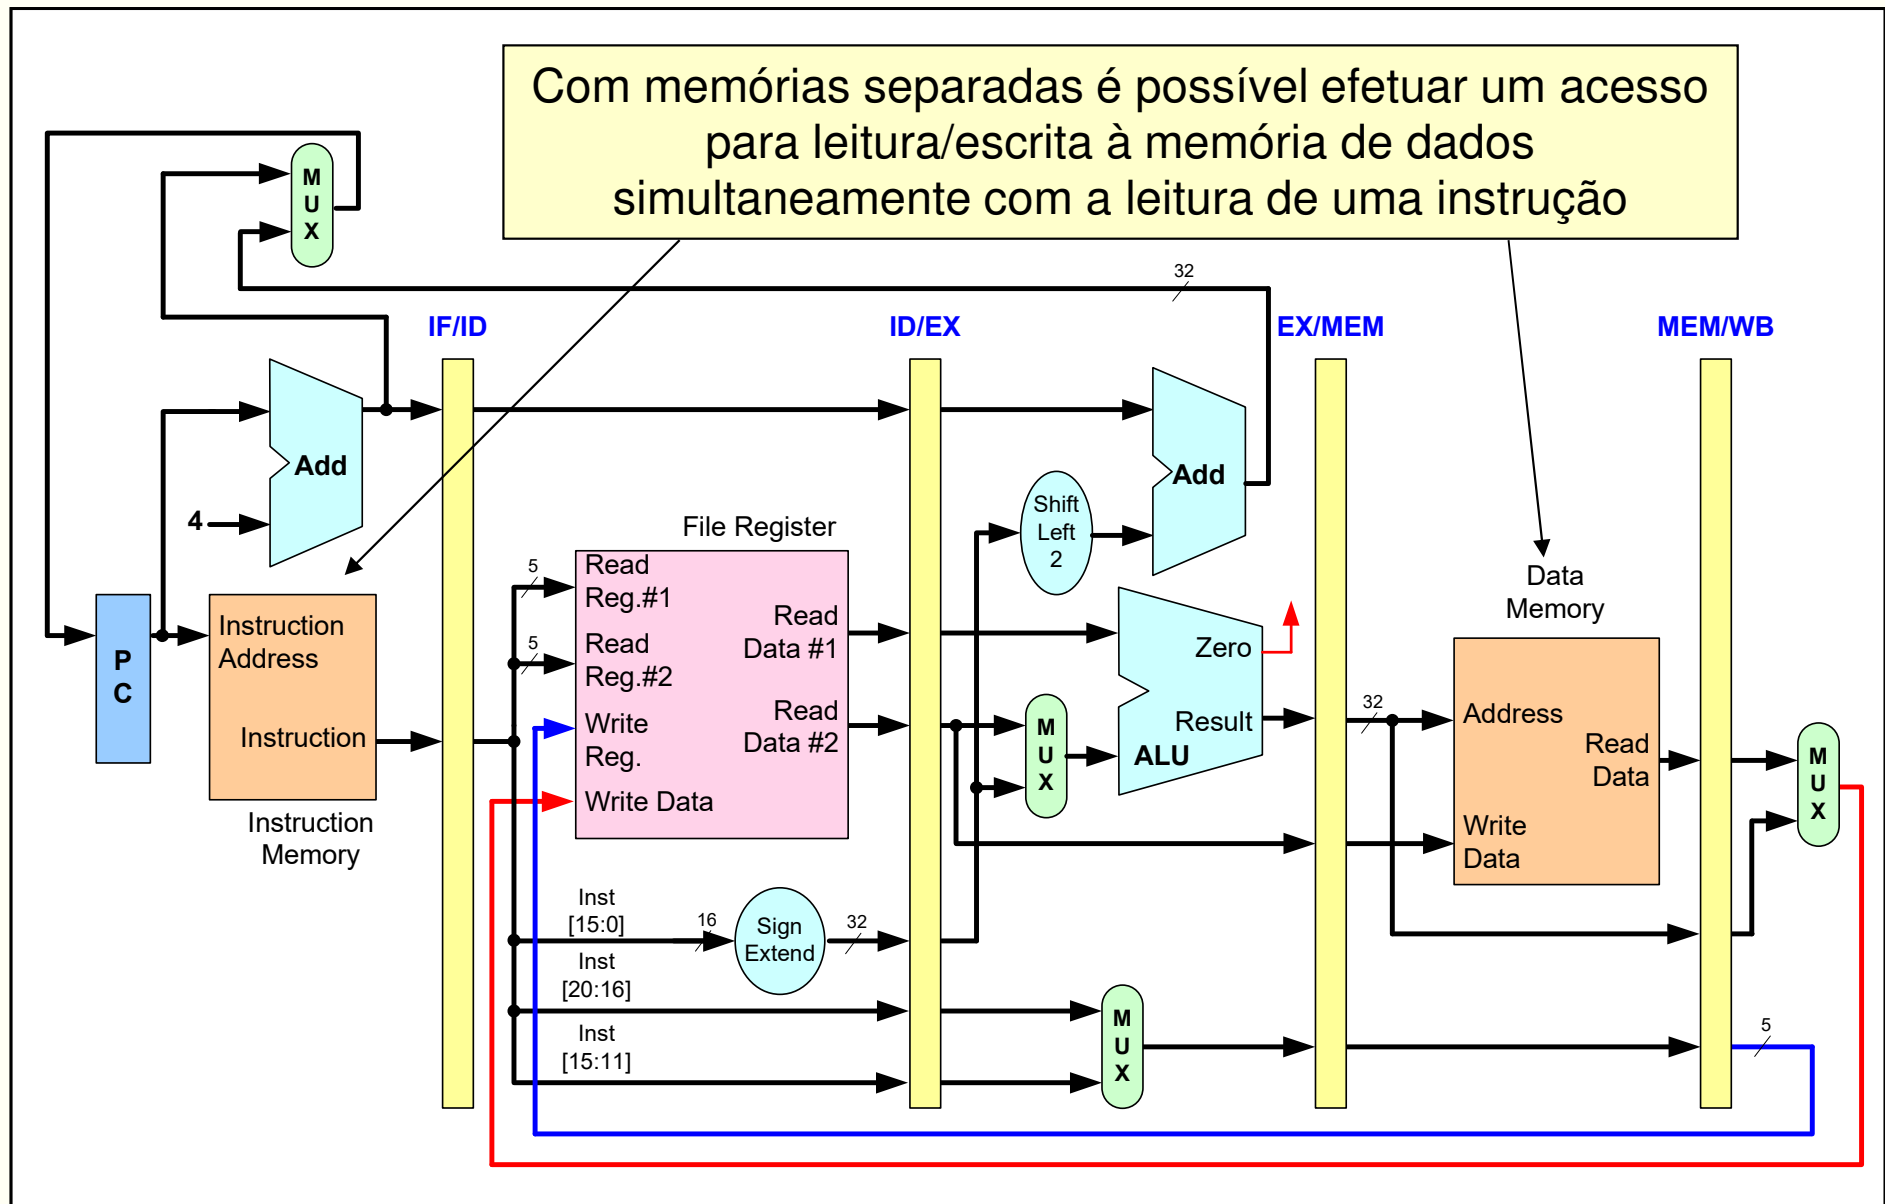 Com memórias separadas é possível efetuar um acesso
para leitura/escrita à memória de dados
simultaneamente com a leitura de uma instrução
M
U
X
32
IF/ID
ID/EX
EX/MEM
MEM/WB
Add
4
Add
Shift
Left
2
File Register
Read
Reg.#1
5
Read
Reg.#2
5
Write
Reg.
Write Data
Read
Data #1
Read
Data #2
P
C
Instruction
Address
Instruction
Instruction
Memory
M
U
X
Zero
Result
ALU
Data
Memory
32
Address
Read
Data
Write
Data
M
U
X
Inst
[15:0]
16
Sign
Extend
32
Inst
[20:16]
Inst
[15:11]
M
U
X
5